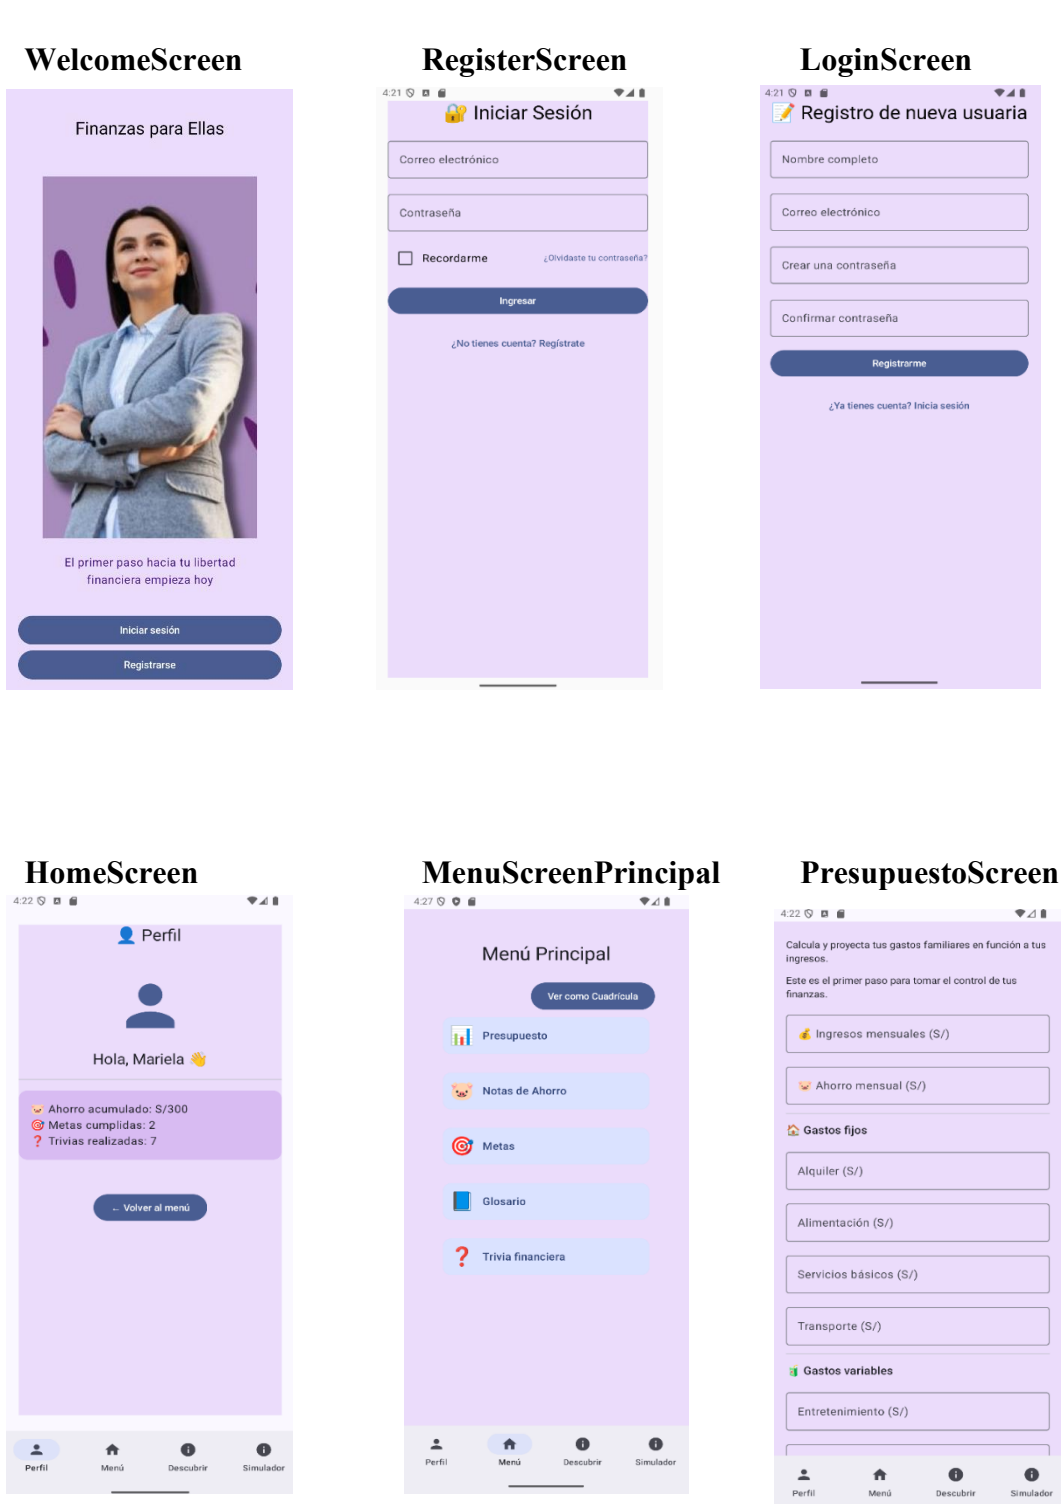 WelcomeScreen
RegisterScreen
LoginScreen
Finanzas para Ellas
El primer paso hacia tu libertad
financiera empieza hoy
Iniciar sesión
Registrarse
4:21
🔐 Iniciar Sesión
Correo electrónico
Contraseña
Recordarme
¿Olvidaste tu contraseña?
Ingresar
¿No tienes cuenta? Regístrate
4:21
📝 Registro de nueva usuaria
Nombre completo
Correo electrónico
Crear una contraseña
Confirmar contraseña
Registrarme
¿Ya tienes cuenta? Inicia sesión
HomeScreen
MenuScreenPrincipal
PresupuestoScreen
4:22
👤 Perfil
Hola, Mariela 👋
🐷 Ahorro acumulado: S/300
🎯 Metas cumplidas: 2
❓ Trivias realizadas: 7
← Volver al menú
Perfil
Menú
Descubrir
Simulador
4:27
Menú Principal
Ver como Cuadrícula
📊 Presupuesto
🐷 Notas de Ahorro
🎯 Metas
📘 Glosario
❓ Trivia financiera
Perfil
Menú
Descubrir
Simulador
4:22
Calcula y proyecta tus gastos familiares en función a tus
ingresos.
Este es el primer paso para tomar el control de tus
finanzas.
💰 Ingresos mensuales (S/)
🐷 Ahorro mensual (S/)
🏠 Gastos fijos
Alquiler (S/)
Alimentación (S/)
Servicios básicos (S/)
Transporte (S/)
🧃 Gastos variables
Entretenimiento (S/)
Perfil
Menú
Descubrir
Simulador